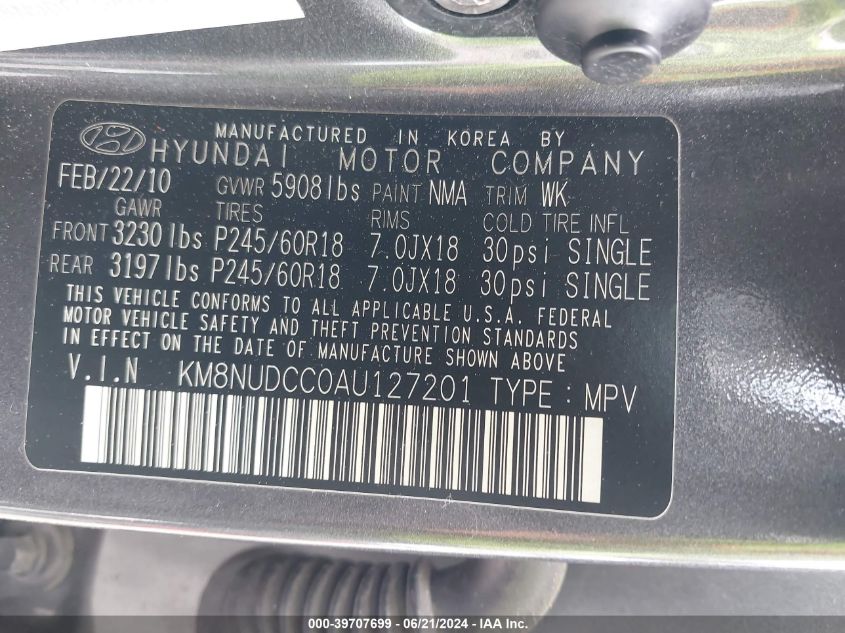 MANUFACTURED IN KOREA BY
HYUNDAI MOTOR COMPANY
FEB/22/10 GVWR 5908lbs PAINT NMA TRIM WK
GAWR TIRES RIMS COLD TIRE INFL
FRONT 3230lbs P245/60R18 7.0JX18 30psi SINGLE
REAR 3197lbs P245/60R18 7.0JX18 30psi SINGLE
THIS VEHICLE CONFORMS TO ALL APPLICABLE U.S.A. FEDERAL
MOTOR VEHICLE SAFETY AND THEFT PREVENTION STANDARDS
IN EFFECT ON THE DATE OF MANUFACTURE SHOWN ABOVE
V.I.N KM8NUDCC0AU127201 TYPE : MPV
000-39707699 - 06/21/2024 - IAA Inc.